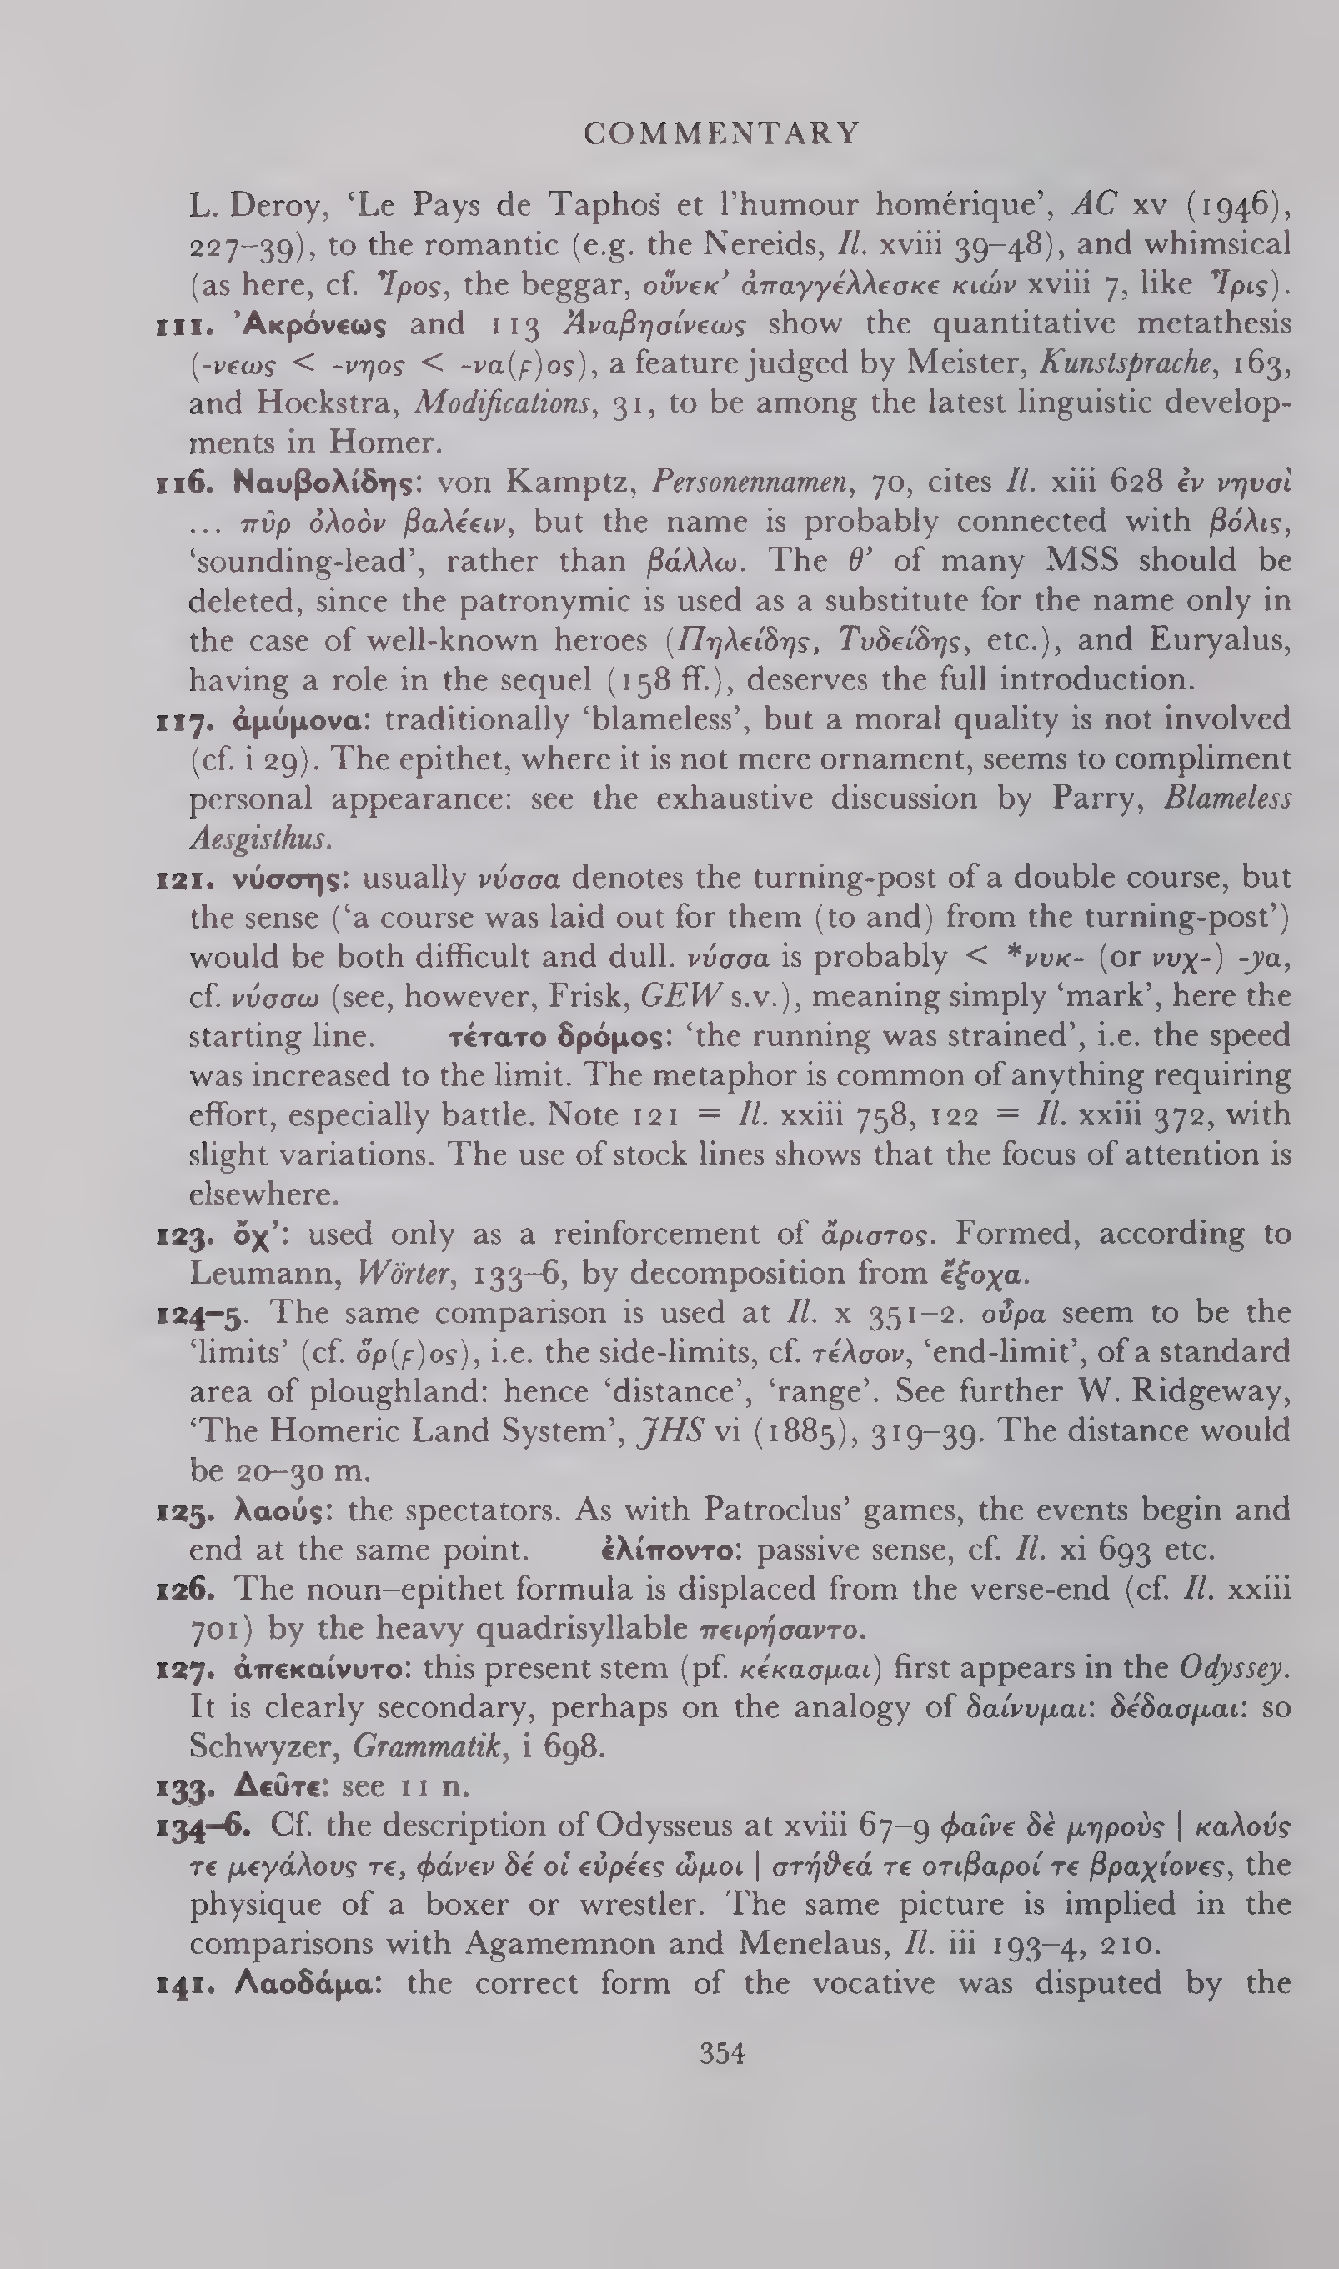 COMMENTARY
L. Deroy, ‘Le Pays de Taphos et l’humour homérique’, AC xv (1946),
227–39), to the romantic (e.g. the Nereids, Il. xviii 39–48), and whimsical
(as here, cf. Ἶρος, the beggar, οὕνεκ’ ἀπαγγέλλεσκε κιών xviii 7, like Ἶρις).
111. Ἀκρόνεως and 113 Ἀναβησίνεως show the quantitative metathesis
(-νεως < -νηος < -να(ϝ)ος), a feature judged by Meister, Kunstsprache, 163,
and Hoekstra, Modifications, 31, to be among the latest linguistic develop-
ments in Homer.
116. Ναυβολίδης: von Kamptz, Personennamen, 70, cites Il. xiii 628 ἐν νηυσὶ
... πῦρ ὀλοὸν βαλέειν, but the name is probably connected with βόλις,
‘sounding-lead’, rather than βάλλω. The θ’ of many MSS should be
deleted, since the patronymic is used as a substitute for the name only in
the case of well-known heroes (Πηλείδης, Τυδείδης, etc.), and Euryalus,
having a role in the sequel (158 ff.), deserves the full introduction.
117. ἀμύμονα: traditionally ‘blameless’, but a moral quality is not involved
(cf. i 29). The epithet, where it is not mere ornament, seems to compliment
personal appearance: see the exhaustive discussion by Parry, Blameless
Aesgisthus.
121. νύσσης: usually νύσσα denotes the turning-post of a double course, but
the sense (‘a course was laid out for them (to and) from the turning-post’)
would be both difficult and dull. νύσσα is probably < *νυκ- (or νυχ-) -yα,
cf. νύσσω (see, however, Frisk, GEW s.v.), meaning simply ‘mark’, here the
starting line. τέτατο δρόμος: ‘the running was strained’, i.e. the speed
was increased to the limit. The metaphor is common of anything requiring
effort, especially battle. Note 121 = Il. xxiii 758, 122 = Il. xxiii 372, with
slight variations. The use of stock lines shows that the focus of attention is
elsewhere.
123. ὄχ’: used only as a reinforcement of ἄριστος. Formed, according to
Leumann, Wörter, 133–6, by decomposition from ἔξοχα.
124–5. The same comparison is used at Il. x 351–2. οὖρα seem to be the
‘limits’ (cf. ὄρ(ϝ)ος), i.e. the side-limits, cf. τέλσον, ‘end-limit’, of a standard
area of ploughland: hence ‘distance’, ‘range’. See further W. Ridgeway,
‘The Homeric Land System’, JHS vi (1885), 319–39. The distance would
be 20–30 m.
125. λαούς: the spectators. As with Patroclus’ games, the events begin and
end at the same point. ἐλίποντο: passive sense, cf. Il. xi 693 etc.
126. The noun–epithet formula is displaced from the verse-end (cf. Il. xxiii
701) by the heavy quadrisyllable πειρήσαντο.
127. ἀπεκαίνυτο: this present stem (pf. κέκασμαι) first appears in the Odyssey.
It is clearly secondary, perhaps on the analogy of δαίνυμαι: δέδασμαι: so
Schwyzer, Grammatik, i 698.
133. Δεῦτε: see 11 n.
134–6. Cf. the description of Odysseus at xviii 67–9 φαῖνε δὲ μηροὺς | καλούς
τε μεγάλους τε, φάνεν δέ οἱ εὐρέες ὦμοι | στήθεά τε στιβαροί τε βραχίονες, the
physique of a boxer or wrestler. The same picture is implied in the
comparisons with Agamemnon and Menelaus, Il. iii 193–4, 210.
141. Λαοδάμα: the correct form of the vocative was disputed by the
354